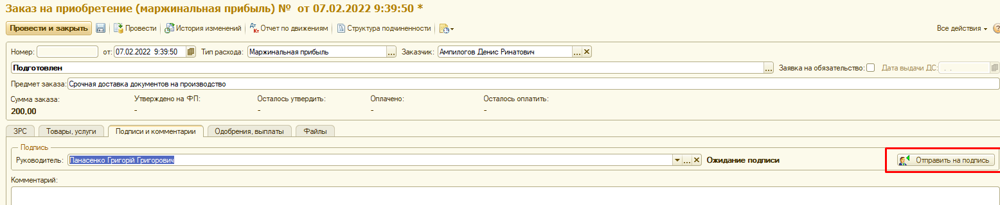 Заказ на приобретение (маржинальная прибыль) № от 07.02.2022 9:39:50 *
Провести и закрыть Провести История изменений Дт Кт Отчет по движениям Структура подчиненности Все действия ?
Номер: от: 07.02.2022 9:39:50 Тип расхода: Маржинальная прибыль ... Заказчик: Ампилогов Денис Ринатович ... X
Подготовлен ... Заявка на обязательство: Дата выдачи ДС: . .
Предмет заказа: Срочная доставка документов на производство
Сумма заказа: Утверждено на ФП: Осталось утвердить: Оплачено: Осталось оплатить:
200,00 - - - -
ЗРС Товары, услуги Подписи и комментарии Одобрения, выплаты Файлы
Подпись
Руководитель: Панасенко Григорій Григорович ... X Ожидание подписи Отправить на подпись
Комментарий: